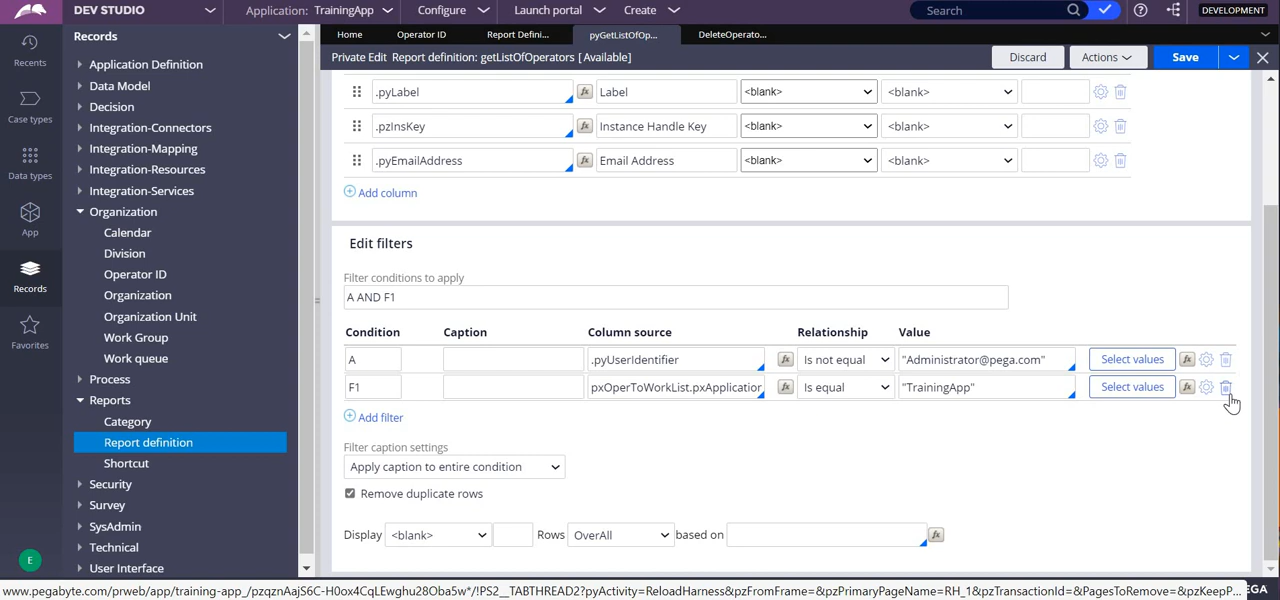 DEV STUDIO
Application: TrainingApp
Configure
Launch portal
Create
Search
DEVELOPMENT
Recents
Case types
Data types
App
Records
Favorites
E
Records
Application Definition
Data Model
Decision
Integration-Connectors
Integration-Mapping
Integration-Resources
Integration-Services
Organization
Calendar
Division
Operator ID
Organization
Organization Unit
Work Group
Work queue
Process
Reports
Category
Report definition
Shortcut
Security
Survey
SysAdmin
Technical
User Interface
Home
Operator ID
Report Defini...
pyGetListOfOp...
DeleteOperato...
Private Edit Report definition: getListOfOperators [ Available]
Discard
Actions
Save
.pyLabel Label <blank> <blank>
.pzInsKey Instance Handle Key <blank> <blank>
.pyEmailAddress Email Address <blank> <blank>
Add column
Edit filters
Filter conditions to apply
A AND F1
Condition Caption Column source Relationship Value
A .pyUserIdentifier Is not equal "Administrator@pega.com" Select values
F1 pxOperToWorkList.pxApplication Is equal "TrainingApp" Select values
Add filter
Filter caption settings
Apply caption to entire condition
Remove duplicate rows
Display <blank> Rows OverAll based on
www.pegabyte.com/prweb/app/training-app_/pzqznAajS6C-H0ox4CqLEwghu28Oba5w*/!PS2__TABTHREAD2?pyActivity=ReloadHarness&pzFromFrame=&pzPrimaryPageName=RH_1&pzTransactionId=&PagesToRemove=&pzKeepP...
EGA